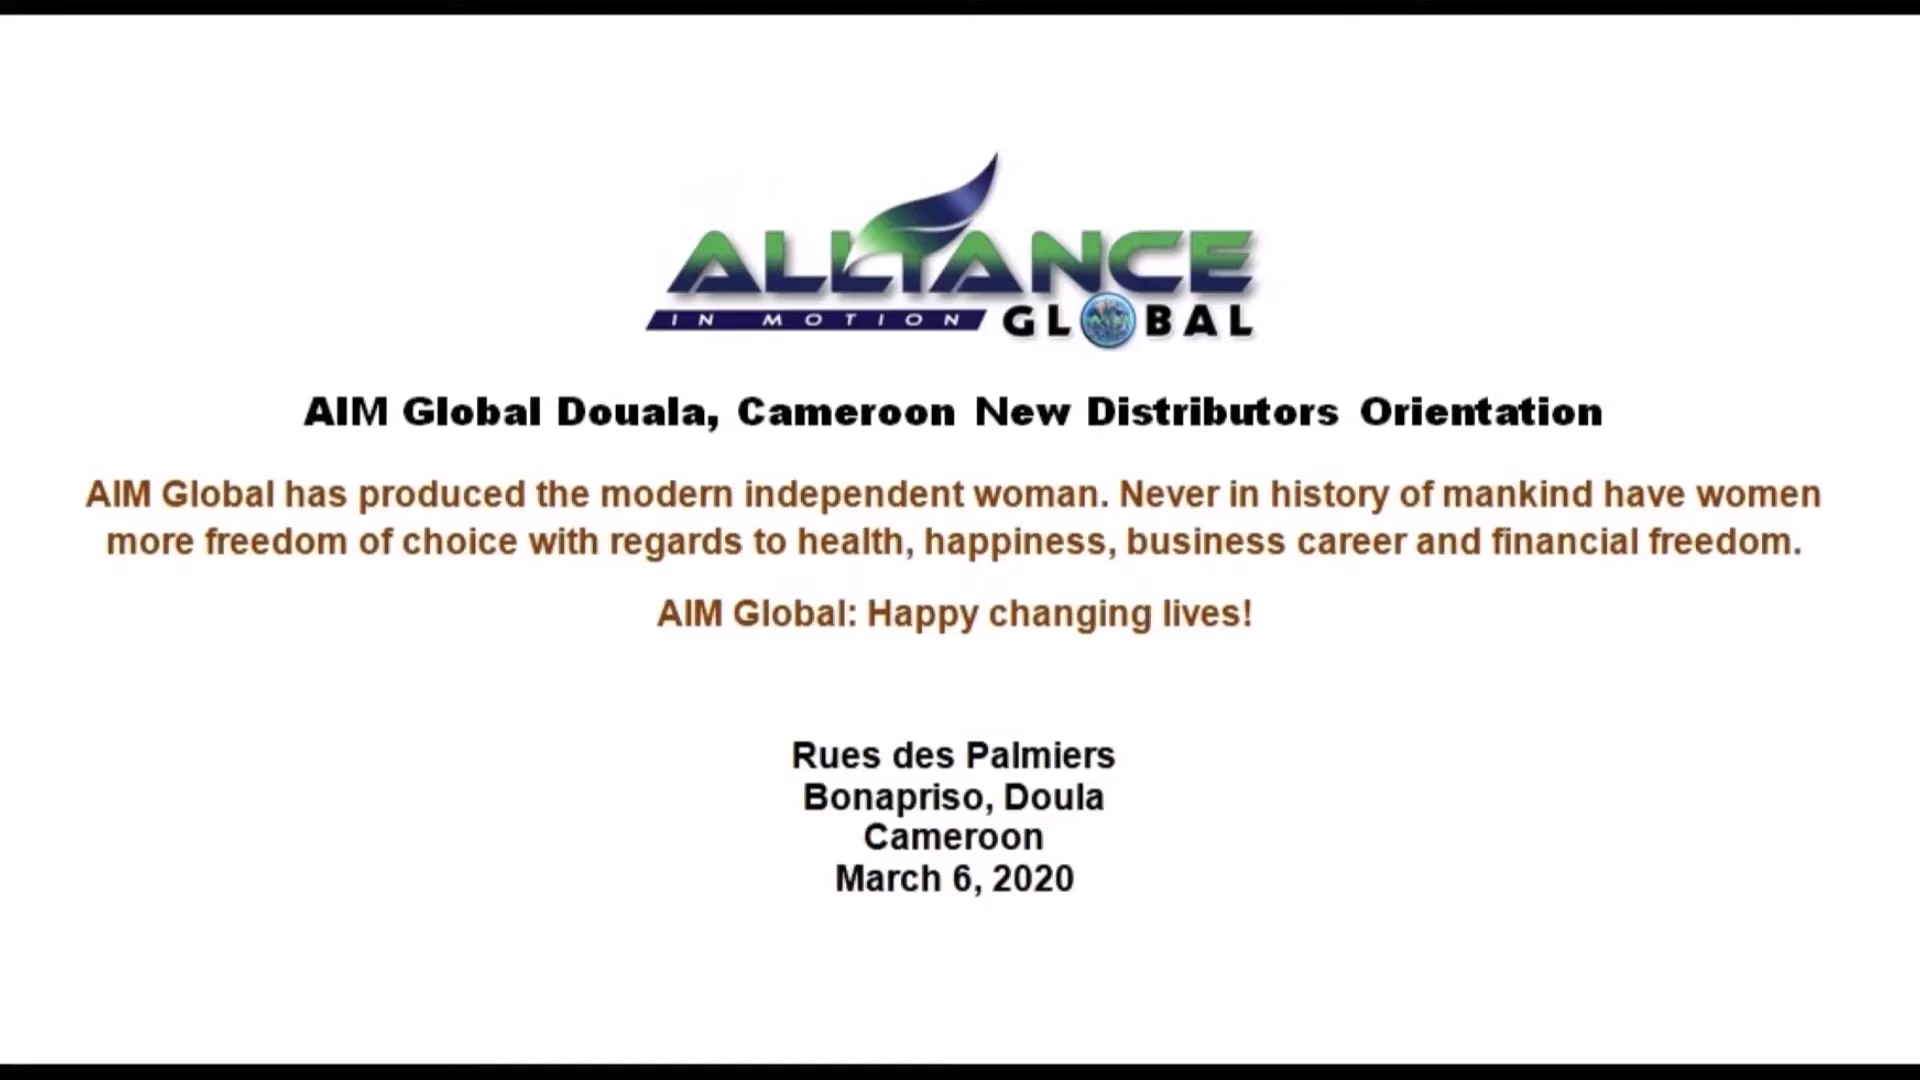 ALLIANCE
IN MOTION GLOBAL
AIM Global Douala, Cameroon New Distributors Orientation
AIM Global has produced the modern independent woman. Never in history of mankind have women
more freedom of choice with regards to health, happiness, business career and financial freedom.
AIM Global: Happy changing lives!
Rues des Palmiers
Bonapriso, Doula
Cameroon
March 6, 2020